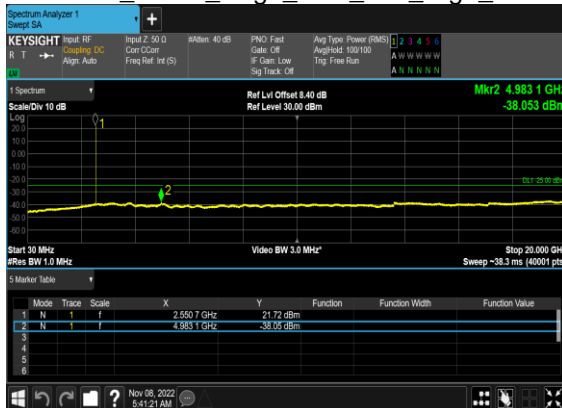 Spectrum Analyzer 1
Swept SA
+
KEYSIGHT Input: RF Input Z: 50 Ω #Atten: 40 dB PNO: Fast Avg Type: Power (RMS) 1 2 3 4 5 6
R T Coupling: DC Corr CCorr Gate: Off Avg|Hold: 100/100 A W W W W W
Align: Auto Freq Ref: Int (S) IF Gain: Low Trig: Free Run
LXI Sig Track: Off A N N N N N
1 Spectrum Ref Lvl Offset 8.40 dB Mkr2 4.983 1 GHz
Scale/Div 10 dB Ref Level 30.00 dBm -38.053 dBm
Log
20.0
10.0
0.00
-10.0
-20.0
-30.0
-40.0
-50.0
-60.0
1
2
DL1 -25.00 dBm
Start 30 MHz Video BW 3.0 MHz* Stop 20.000 GHz
#Res BW 1.0 MHz Sweep ~38.3 ms (40001 pts)
5 Marker Table
Mode Trace Scale X Y Function Function Width Function Value
1 N 1 f 2.550 7 GHz 21.72 dBm
2 N 1 f 4.983 1 GHz -38.05 dBm
3
4
5
6
? Nov 08, 2022
5:41:21 AM